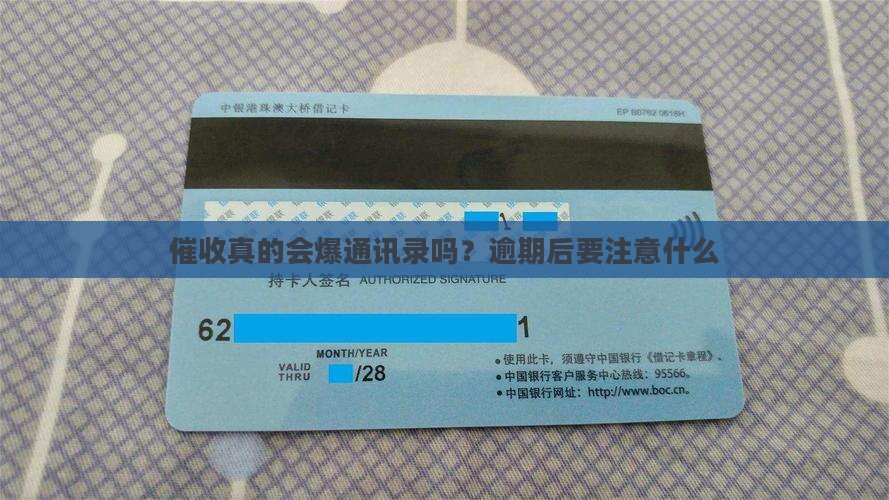 中银港珠澳大桥借记卡
EP B0762 0618H
1
催收真的会爆通讯录吗？逾期后要注意什么
持卡人签名 AUTHORIZED SIGNATURE
62 1
MONTH/YEAR
VALID THRU /28
• 使用此卡，须遵守中国银行《借记卡章程》。
• 中国银行客户服务中心热线：95566。
• 中国银行网址：http://www.boc.cn。